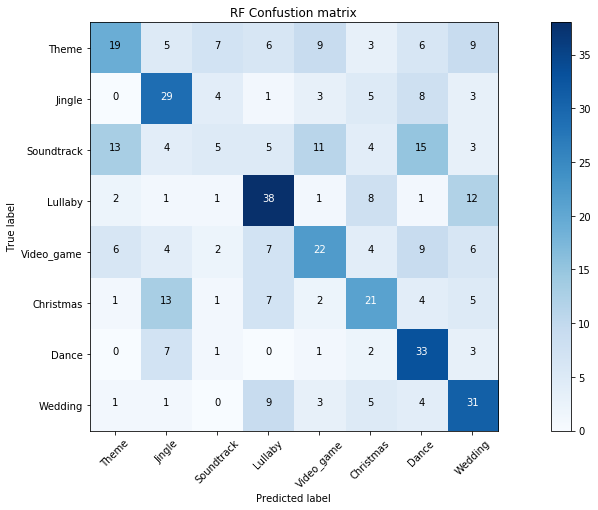 RF Confustion matrix
Theme 19 5 7 6 9 3 6 9
Jingle 0 29 4 1 3 5 8 3
Soundtrack 13 4 5 5 11 4 15 3
Lullaby 2 1 1 38 1 8 1 12
Video_game 6 4 2 7 22 4 9 6
Christmas 1 13 1 7 2 21 4 5
Dance 0 7 1 0 1 2 33 3
Wedding 1 1 0 9 3 5 4 31
True label
Theme Jingle Soundtrack Lullaby Video_game Christmas Dance Wedding
Predicted label
35
30
25
20
15
10
5
0